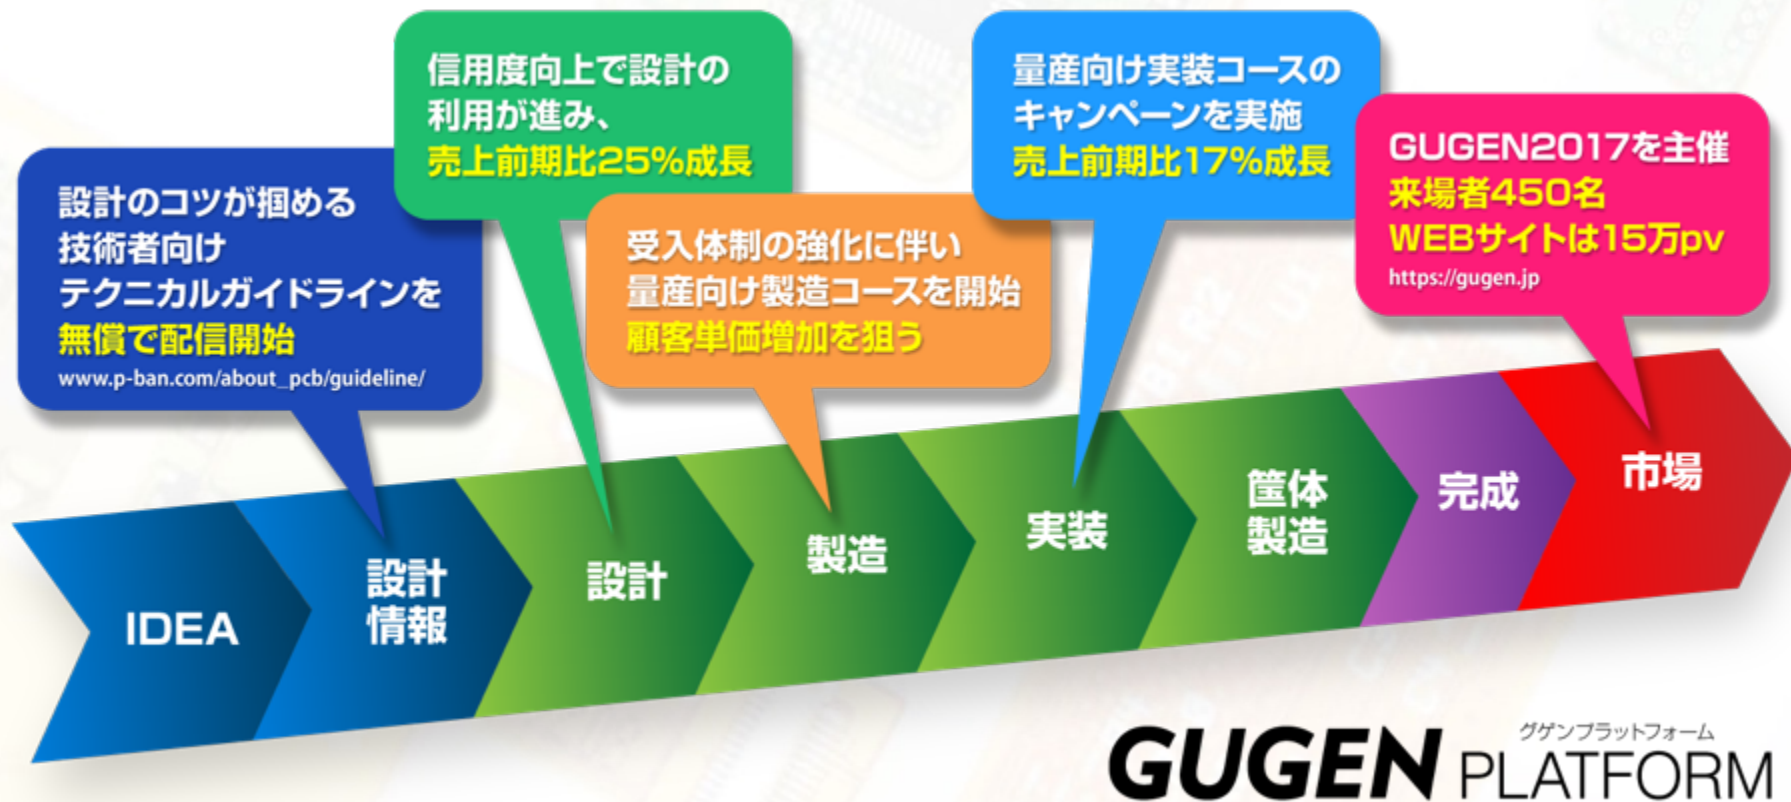 設計のコツが掴める
技術者向け
テクニカルガイドラインを
無償で配信開始
www.p-ban.com/about_pcb/guideline/
信用度向上で設計の
利用が進み、
売上前期比25%成長
受入体制の強化に伴い
量産向け製造コースを開始
顧客単価増加を狙う
量産向け実装コースの
キャンペーンを実施
売上前期比17%成長
GUGEN2017を主催
来場者450名
WEBサイトは15万pv
https://gugen.jp
IDEA
設計
情報
設計
製造
実装
筐体
製造
完成
市場
グゲンプラットフォーム
GUGEN PLATFORM